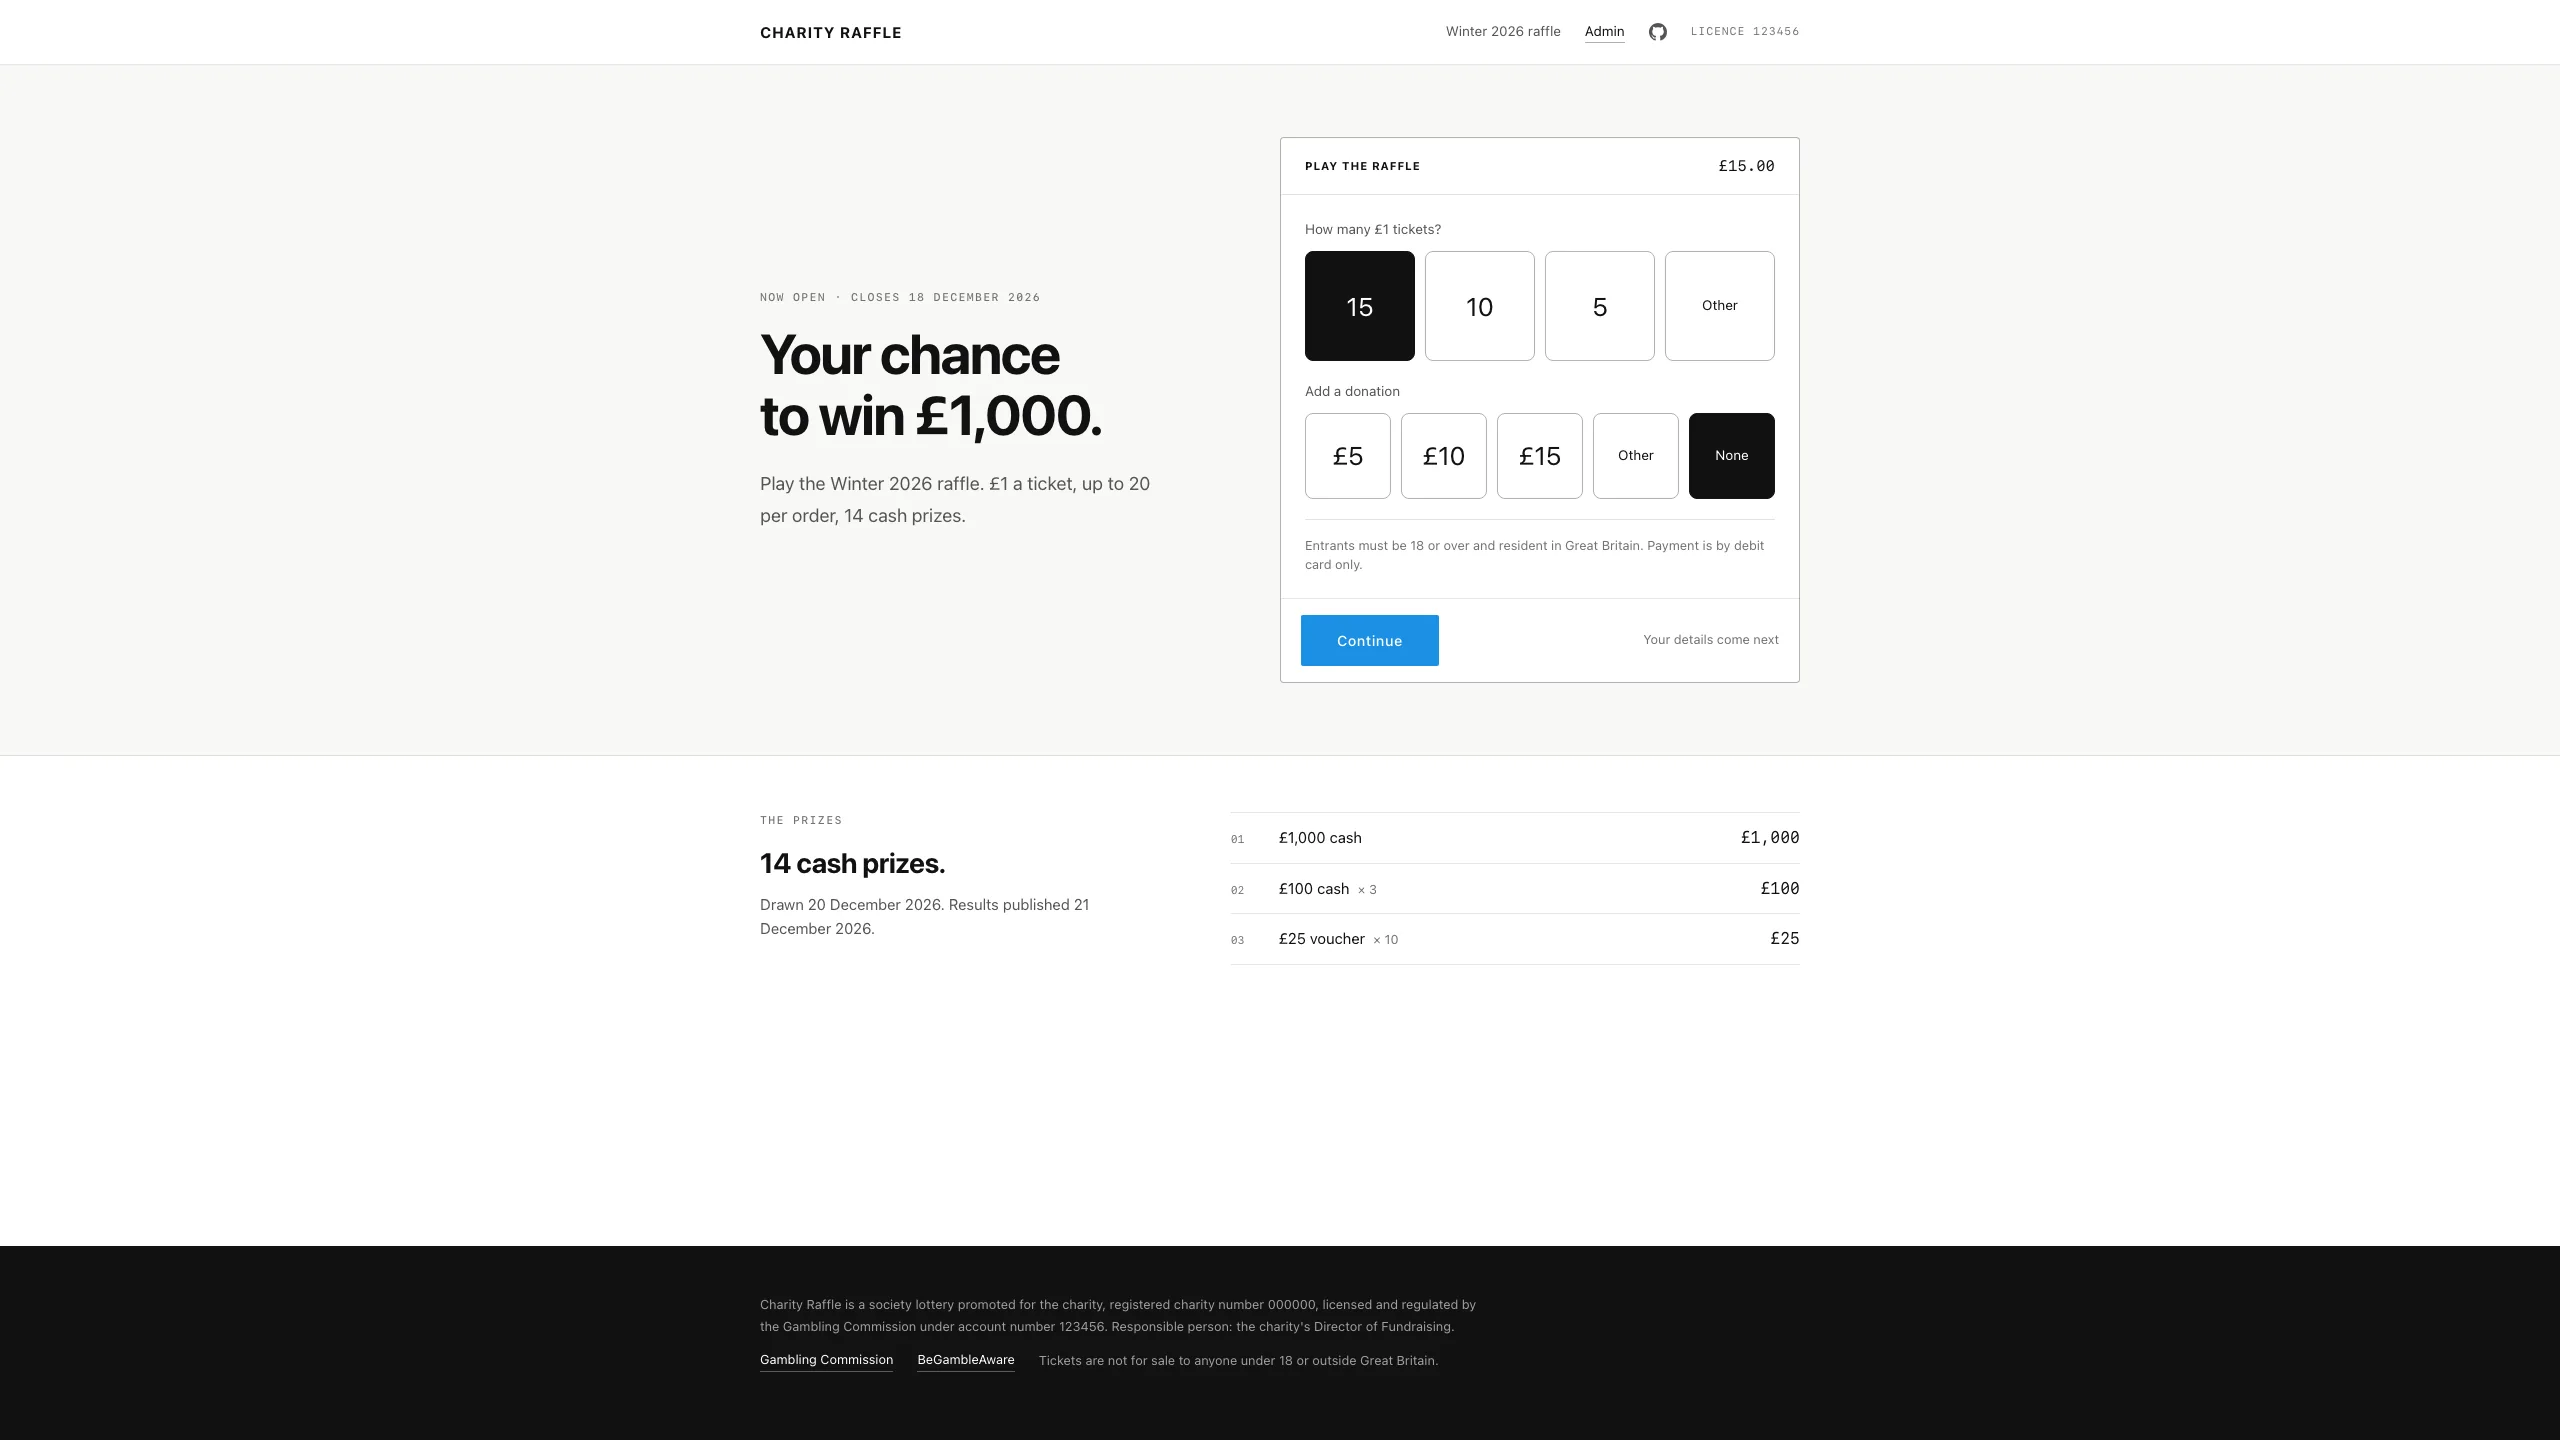 CHARITY RAFFLE
Winter 2026 raffle
Admin
LICENCE 123456
NOW OPEN · CLOSES 18 DECEMBER 2026
Your chance
to win £1,000.
Play the Winter 2026 raffle. £1 a ticket, up to 20
per order, 14 cash prizes.
PLAY THE RAFFLE
£15.00
How many £1 tickets?
15
10
5
Other
Add a donation
£5
£10
£15
Other
None
Entrants must be 18 or over and resident in Great Britain. Payment is by debit
card only.
Continue
Your details come next
THE PRIZES
14 cash prizes.
Drawn 20 December 2026. Results published 21
December 2026.
01 £1,000 cash £1,000
02 £100 cash × 3 £100
03 £25 voucher × 10 £25
Charity Raffle is a society lottery promoted for the charity, registered charity number 000000, licensed and regulated by
the Gambling Commission under account number 123456. Responsible person: the charity's Director of Fundraising.
Gambling Commission
BeGambleAware
Tickets are not for sale to anyone under 18 or outside Great Britain.